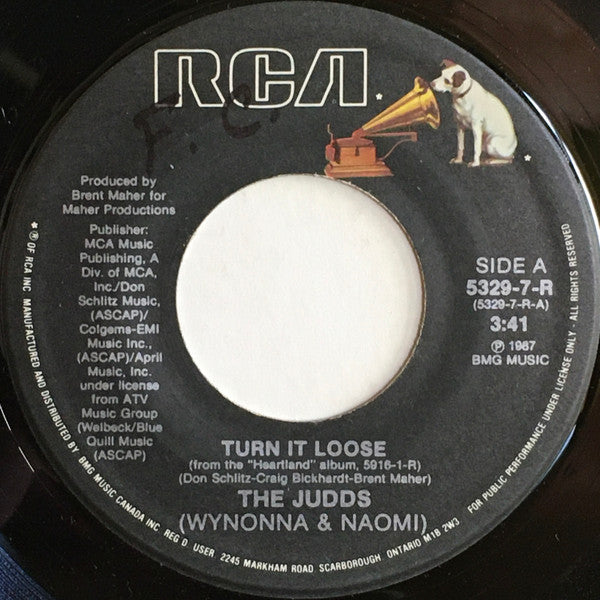 RCA
F.C.
Produced by
Brent Maher for
Maher Productions
Publisher:
MCA Music
Publishing, A
Div. of MCA,
Inc./Don
Schlitz Music,
(ASCAP)/
Colgems-EMI
Music Inc.,
(ASCAP)/April
Music, Inc.
under license
from ATV
Music Group
(Welbeck/Blue
Quill Music
(ASCAP)
SIDE A
5329-7-R
(5329-7-R-A)
3:41
℗ 1987
BMG MUSIC
TURN IT LOOSE
(from the "Heartland" album, 5916-1-R)
(Don Schlitz-Craig Bickhardt-Brent Maher)
THE JUDDS
(WYNONNA & NAOMI)
* ® OF RCA INC. MANUFACTURED AND DISTRIBUTED BY BMG MUSIC CANADA INC. REG'D. USER. 2245 MARKHAM ROAD, SCARBOROUGH, ONTARIO M1B 2W3 FOR PUBLIC PERFORMANCE UNDER LICENSE ONLY - ALL RIGHTS RESERVED